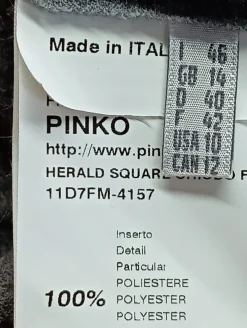 Made in ITAL
I 46
GB 14
D 40
F 42
USA 10
CAN 12
PINKO
http://www.pin
HERALD SQUAR
11D7FM-4157
Inserto
Detail
Particular
100%
POLIESTERE
POLYESTER
POLYESTER